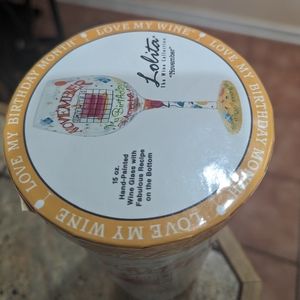 LOVE MY WINE
LOVE MY BIRTHDAY MONTH
LOVE MY WINE
LOVE MY BIRTHDAY MONTH
Lolita
The Wine Collection
"November"
NOVEMBER
Birthday
15 oz.
Hand-Painted
Wine Glass with
Fabulous Recipe
on the Bottom